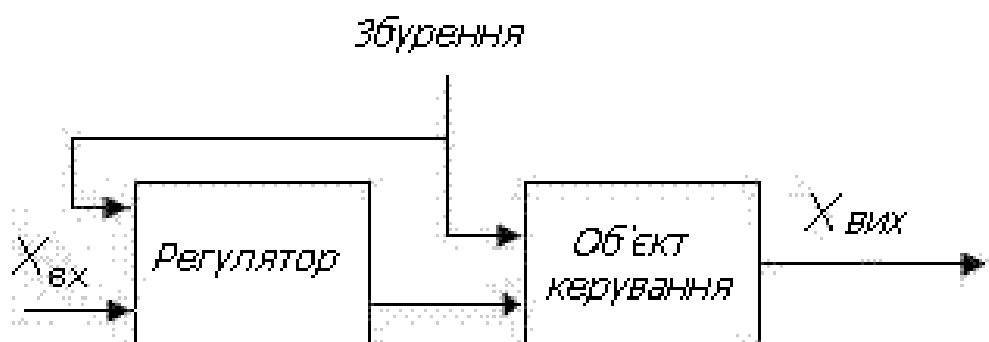 Збурення
X вх
Регулятор
Об'єкт
керування
X вих